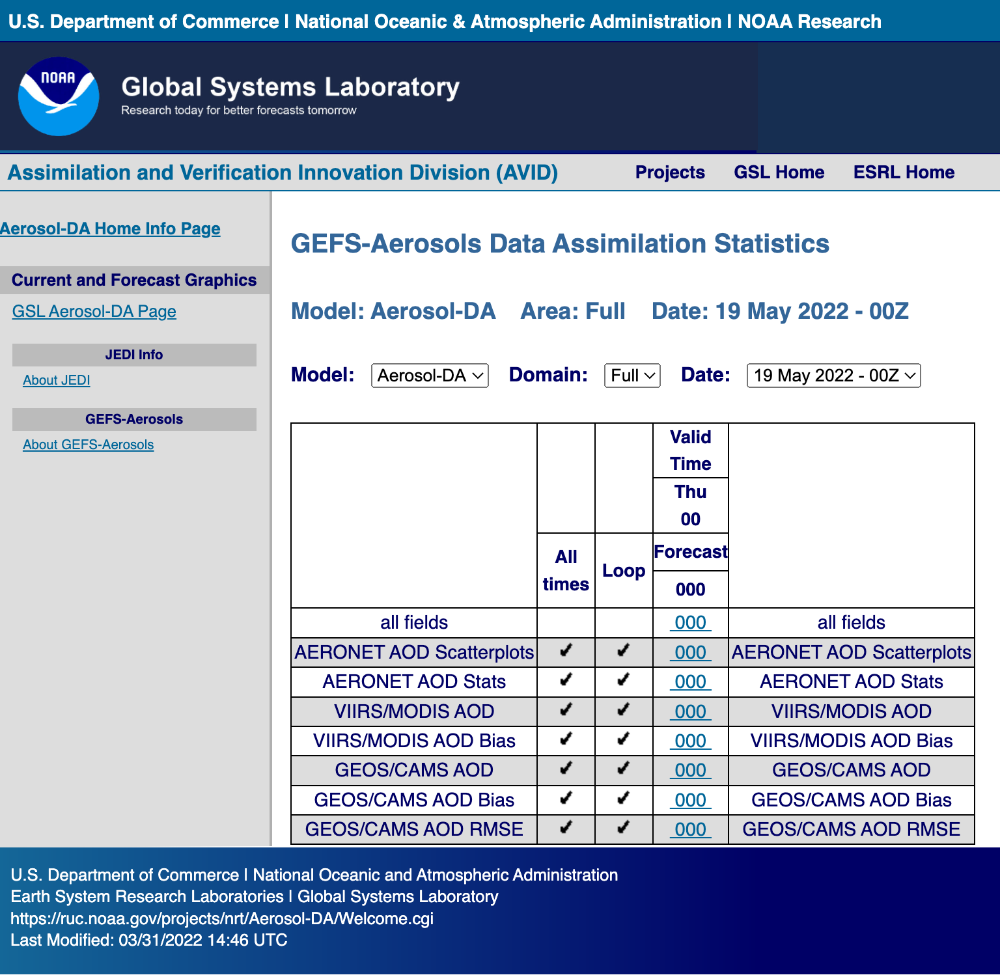 U.S. Department of Commerce | National Oceanic & Atmospheric Administration | NOAA Research
NOAA
Global Systems Laboratory
Research today for better forecasts tomorrow
Assimilation and Verification Innovation Division (AVID) Projects GSL Home ESRL Home
Aerosol-DA Home Info Page
Current and Forecast Graphics
GSL Aerosol-DA Page
JEDI Info
About JEDI
GEFS-Aerosols
About GEFS-Aerosols
GEFS-Aerosols Data Assimilation Statistics
Model: Aerosol-DA Area: Full Date: 19 May 2022 - 00Z
Model: Aerosol-DA Domain: Full Date: 19 May 2022 - 00Z
Valid
Time
Thu
00
All
times
Loop
Forecast
000
all fields 000 all fields
AERONET AOD Scatterplots ✔ ✔ 000 AERONET AOD Scatterplots
AERONET AOD Stats ✔ ✔ 000 AERONET AOD Stats
VIIRS/MODIS AOD ✔ ✔ 000 VIIRS/MODIS AOD
VIIRS/MODIS AOD Bias ✔ ✔ 000 VIIRS/MODIS AOD Bias
GEOS/CAMS AOD ✔ ✔ 000 GEOS/CAMS AOD
GEOS/CAMS AOD Bias ✔ ✔ 000 GEOS/CAMS AOD Bias
GEOS/CAMS AOD RMSE ✔ ✔ 000 GEOS/CAMS AOD RMSE
U.S. Department of Commerce | National Oceanic and Atmospheric Administration
Earth System Research Laboratories | Global Systems Laboratory
https://ruc.noaa.gov/projects/nrt/Aerosol-DA/Welcome.cgi
Last Modified: 03/31/2022 14:46 UTC